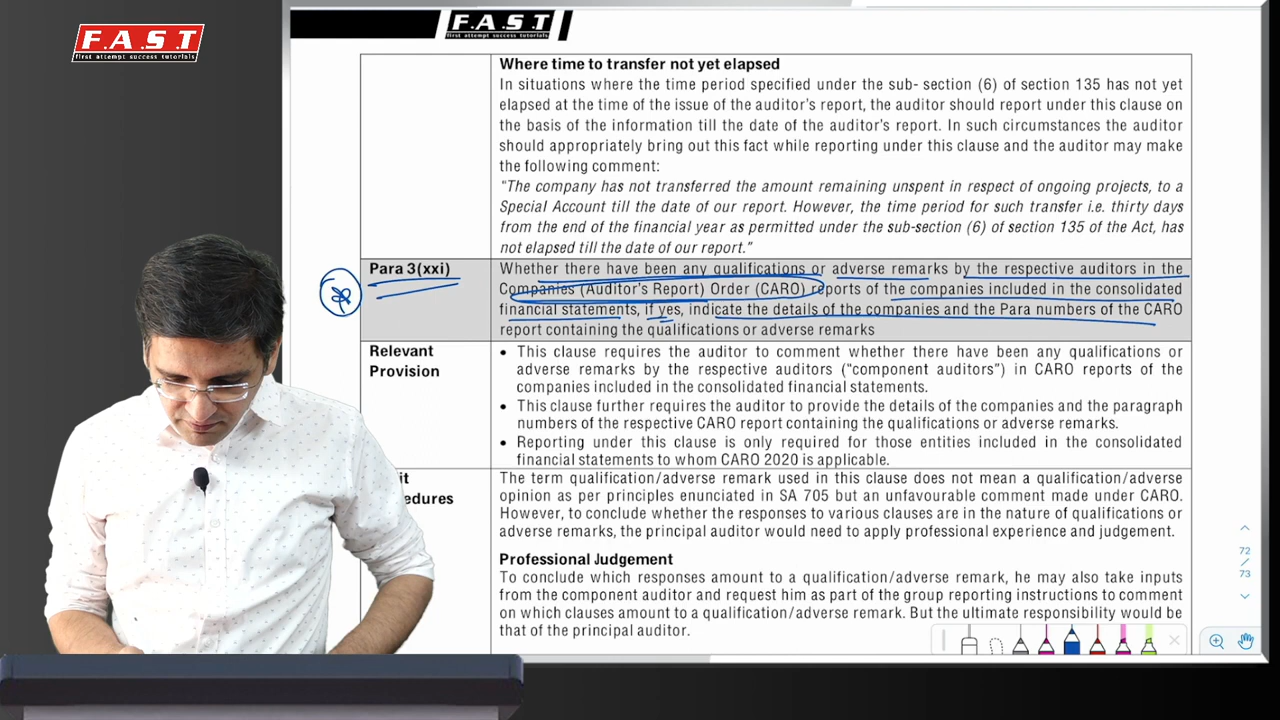 F.A.S.T
first attempt success tutorials
F.A.S.T
first attempt success tutorials
Where time to transfer not yet elapsed
In situations where the time period specified under the sub- section (6) of section 135 has not yet
elapsed at the time of the issue of the auditor's report, the auditor should report under this clause on
the basis of the information till the date of the auditor's report. In such circumstances the auditor
should appropriately bring out this fact while reporting under this clause and the auditor may make
the following comment:
"The company has not transferred the amount remaining unspent in respect of ongoing projects, to a
Special Account till the date of our report. However, the time period for such transfer i.e. thirty days
from the end of the financial year as permitted under the sub-section (6) of section 135 of the Act, has
not elapsed till the date of our report."
Para 3(xxi)
Whether there have been any qualifications or adverse remarks by the respective auditors in the
Companies (Auditor's Report) Order (CARO) reports of the companies included in the consolidated
financial statements, if yes, indicate the details of the companies and the Para numbers of the CARO
report containing the qualifications or adverse remarks
Relevant
Provision
• This clause requires the auditor to comment whether there have been any qualifications or
adverse remarks by the respective auditors ("component auditors") in CARO reports of the
companies included in the consolidated financial statements.
• This clause further requires the auditor to provide the details of the companies and the paragraph
numbers of the respective CARO report containing the qualifications or adverse remarks.
• Reporting under this clause is only required for those entities included in the consolidated
financial statements to whom CARO 2020 is applicable.
it
edures
The term qualification/adverse remark used in this clause does not mean a qualification/adverse
opinion as per principles enunciated in SA 705 but an unfavourable comment made under CARO.
However, to conclude whether the responses to various clauses are in the nature of qualifications
or adverse remarks, the principal auditor would need to apply professional experience and judgement.
Professional Judgement
To conclude which responses amount to a qualification/adverse remark, he may also take inputs
from the component auditor and request him as part of the group reporting instructions to comment
on which clauses amount to a qualification/adverse remark. But the ultimate responsibility would be
that of the principal auditor.
72
/
73